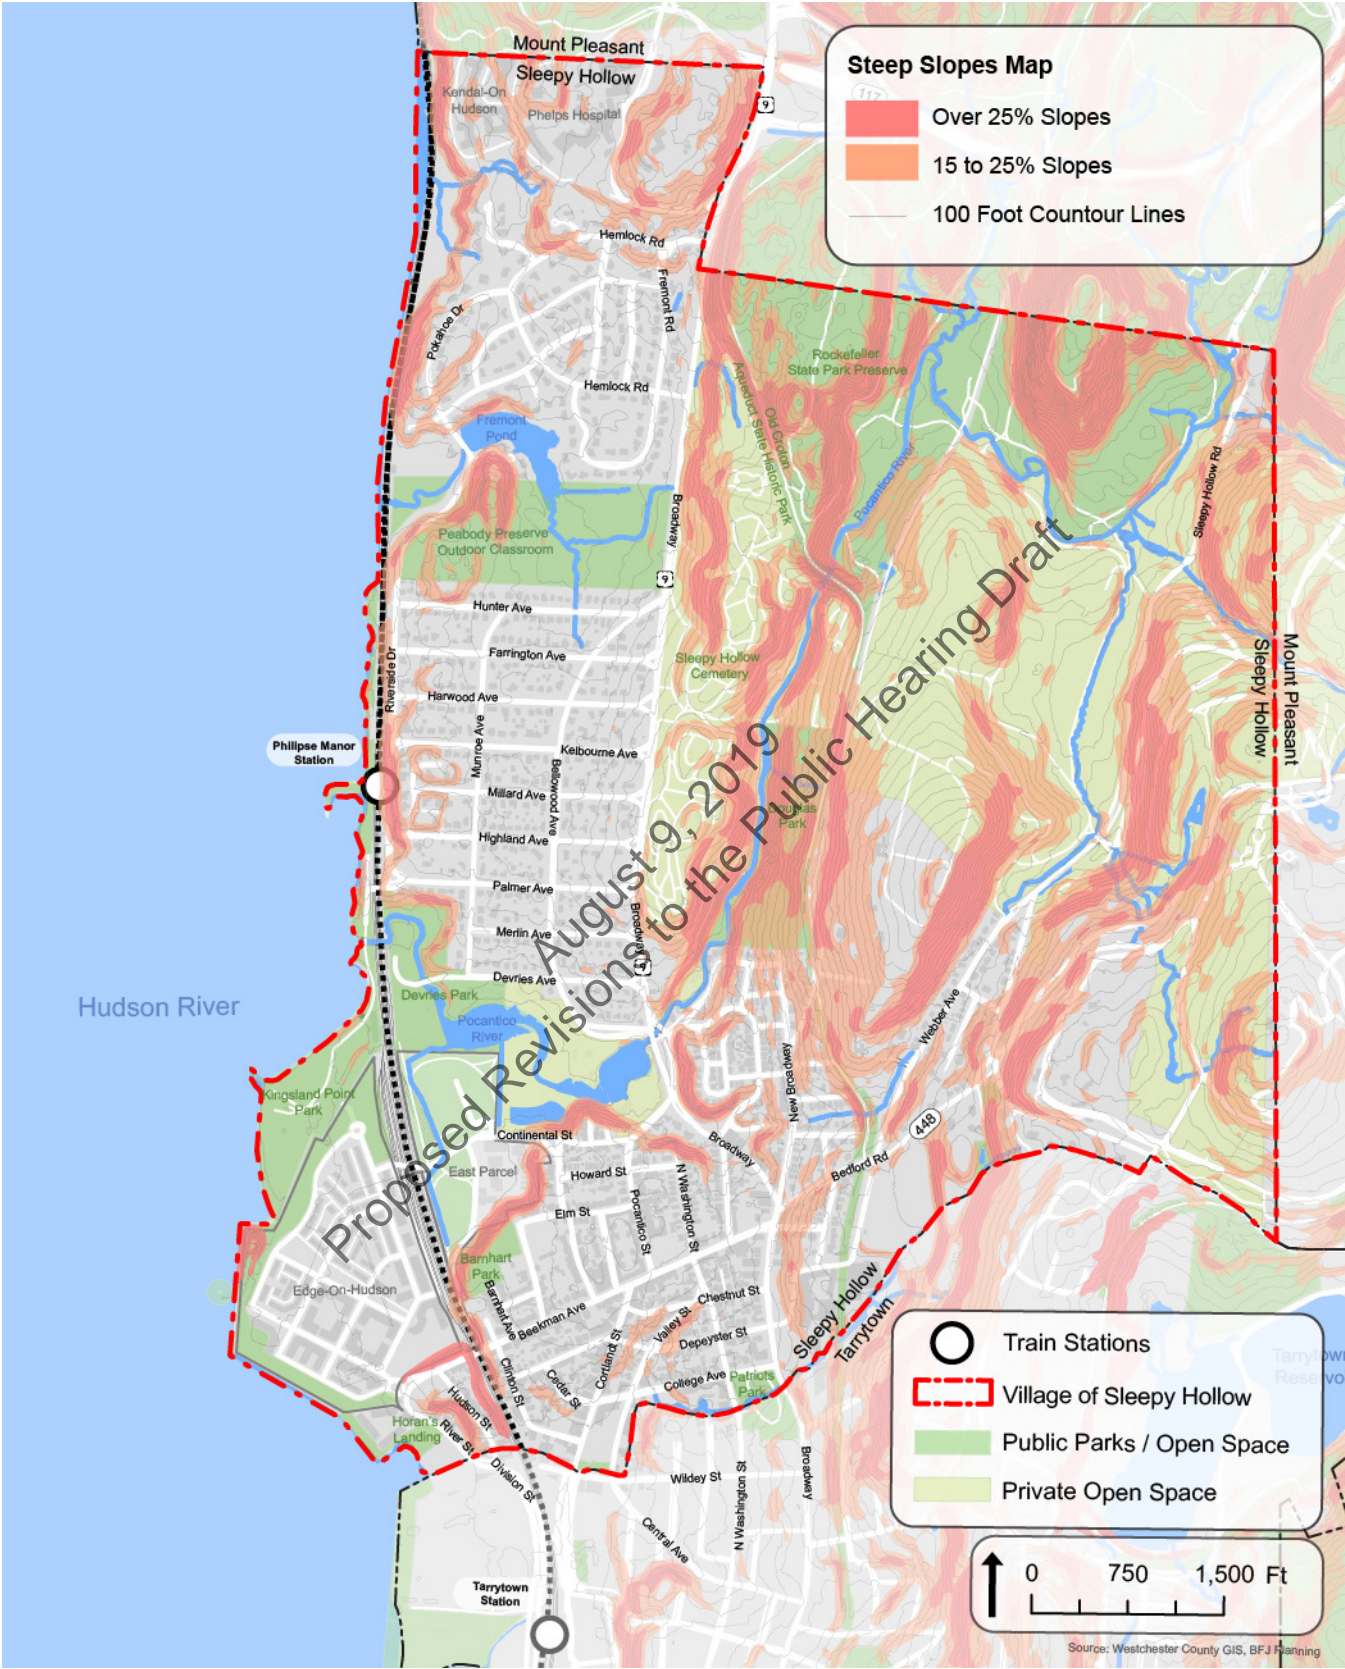 Mount Pleasant
Sleepy Hollow
Kendal-On
Hudson
Phelps Hospital
9
117
Steep Slopes Map
Over 25% Slopes
15 to 25% Slopes
100 Foot Countour Lines
Hemlock Rd
Fremont Rd
Pokahoe Dr
Hemlock Rd
Rockefeller
State Park Preserve
Old Croton
Aqueduct State Historic Park
Fremont
Pond
Pocantico River
Sleepy Hollow Rd
Broadway
Peabody Preserve
Outdoor Classroom
9
Hunter Ave
Farrington Ave
Riverside Dr
Harwood Ave
Sleepy Hollow
Cemetery
Mount Pleasant
Sleepy Hollow
Munroe Ave
Kelbourne Ave
Philipse Manor
Station
Bellowood Ave
Millard Ave
Douglas
Park
Highland Ave
Palmer Ave
Broadway
Merlin Ave
9
Devries Ave
Devries Park
Hudson River
Pocantico
River
Webber Ave
New Broadway
Kingsland Point
Park
448
Continental St
Broadway
Bedford Rd
East Parcel
Howard St
N Washington St
Pocantico St
Elm St
Barnhart
Park
Edge-On-Hudson
Barnhart Ave
Beekman Ave
Chestnut St
Valley St
Depeyster St
Cortlandt St
Sleepy Hollow
Tarrytown
Clinton St
Cedar St
College Ave
Patriots
Park
Hudson St
Horan's
Landing
River St
Division St
Wildey St
N Washington St
Broadway
Central Ave
Tarrytown
Station
August 9, 2019
Proposed Revisions to the Public Hearing Draft
Train Stations
Village of Sleepy Hollow
Public Parks / Open Space
Private Open Space
Tarrytown
0 750 1,500 Ft
Source: Westchester County GIS, BFJ Planning